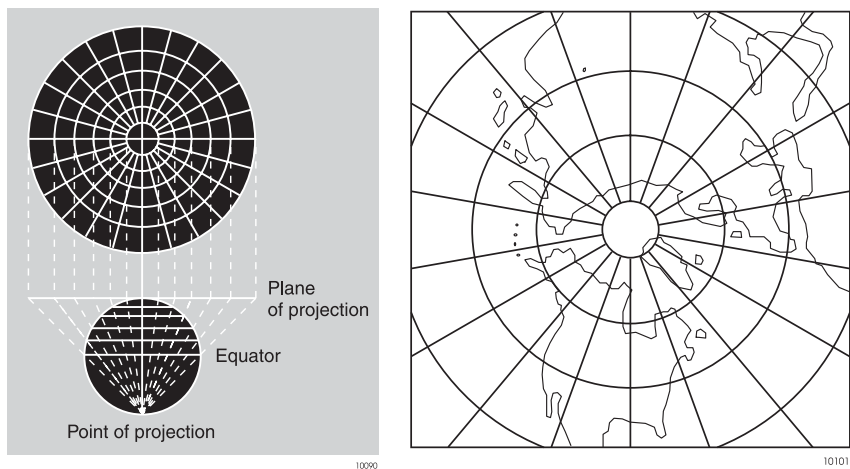 Plane
of projection
Equator
Point of projection
10090
10101